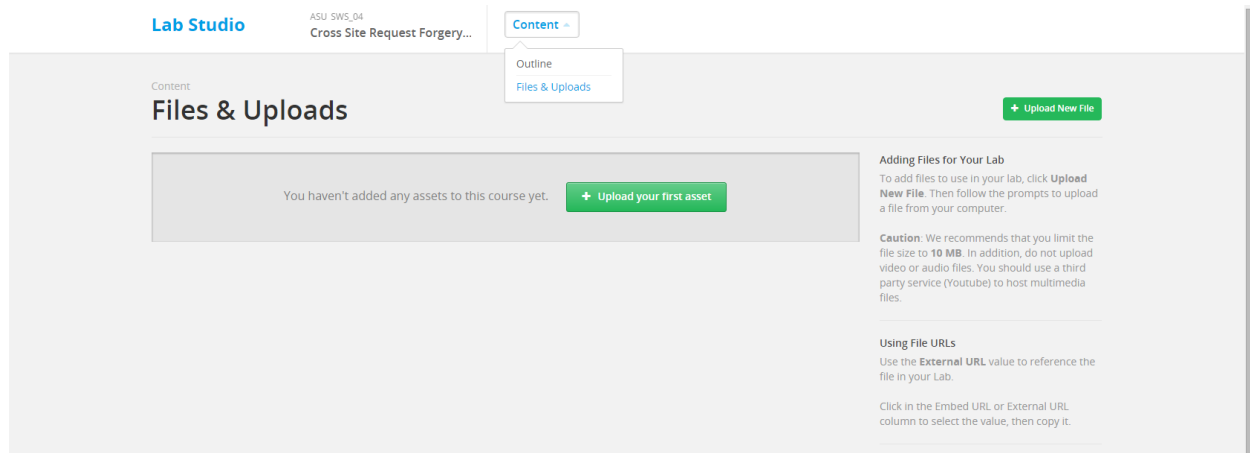 Lab Studio
ASU SWS_04
Cross Site Request Forgery...
Content
Outline
Files & Uploads
Content
Files & Uploads
+ Upload New File
You haven't added any assets to this course yet.
+ Upload your first asset
Adding Files for Your Lab
To add files to use in your lab, click Upload
New File. Then follow the prompts to upload
a file from your computer.
Caution: We recommends that you limit the
file size to 10 MB. In addition, do not upload
video or audio files. You should use a third
party service (Youtube) to host multimedia
files.
Using File URLs
Use the External URL value to reference the
file in your Lab.
Click in the Embed URL or External URL
column to select the value, then copy it.